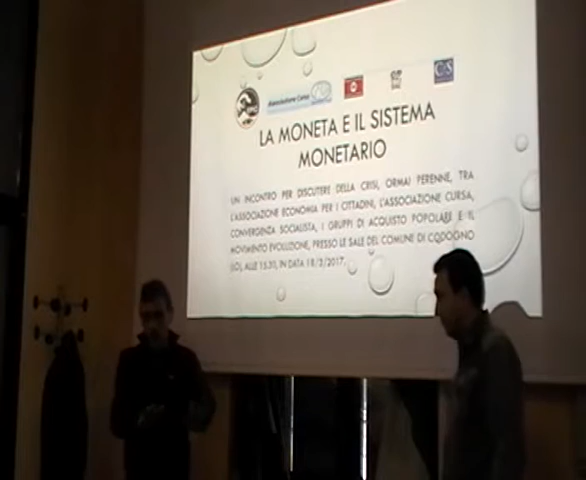 Associazione Cursa
LA MONETA E IL SISTEMA
MONETARIO
UN INCONTRO PER DISCUTERE DELLA CRISI, ORMAI PERENNE, TRA
L'ASSOCIAZIONE ECONOMIA PER I CITTADINI, L'ASSOCIAZIONE CURSA,
CONVERGENZA SOCIALISTA, I GRUPPI DI ACQUISTO POPOLARE E IL
MOVIMENTO EVOLUZIONE, PRESSO LE SALE DEL COMUNE DI CODOGNO
(LO), ALLE 15.30, IN DATA 18/2/2017.